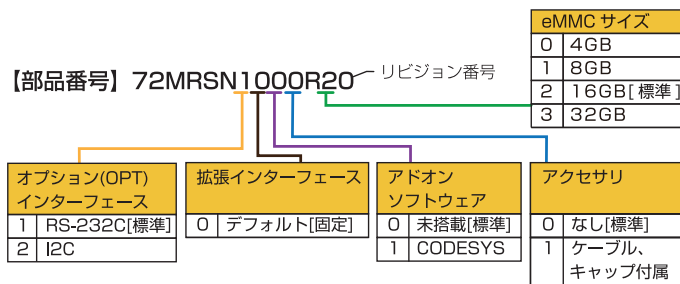 eMMC サイズ
0 4GB
1 8GB
2 16GB[標準]
3 32GB
【部品番号】72MRSN1000R20
リビジョン番号
オプション(OPT)
インターフェース
1 RS-232C[標準]
2 I2C
拡張インターフェース
0 デフォルト[固定]
アドオン
ソフトウェア
0 未搭載[標準]
1 CODESYS
アクセサリ
0 なし[標準]
1 ケーブル、
キャップ付属